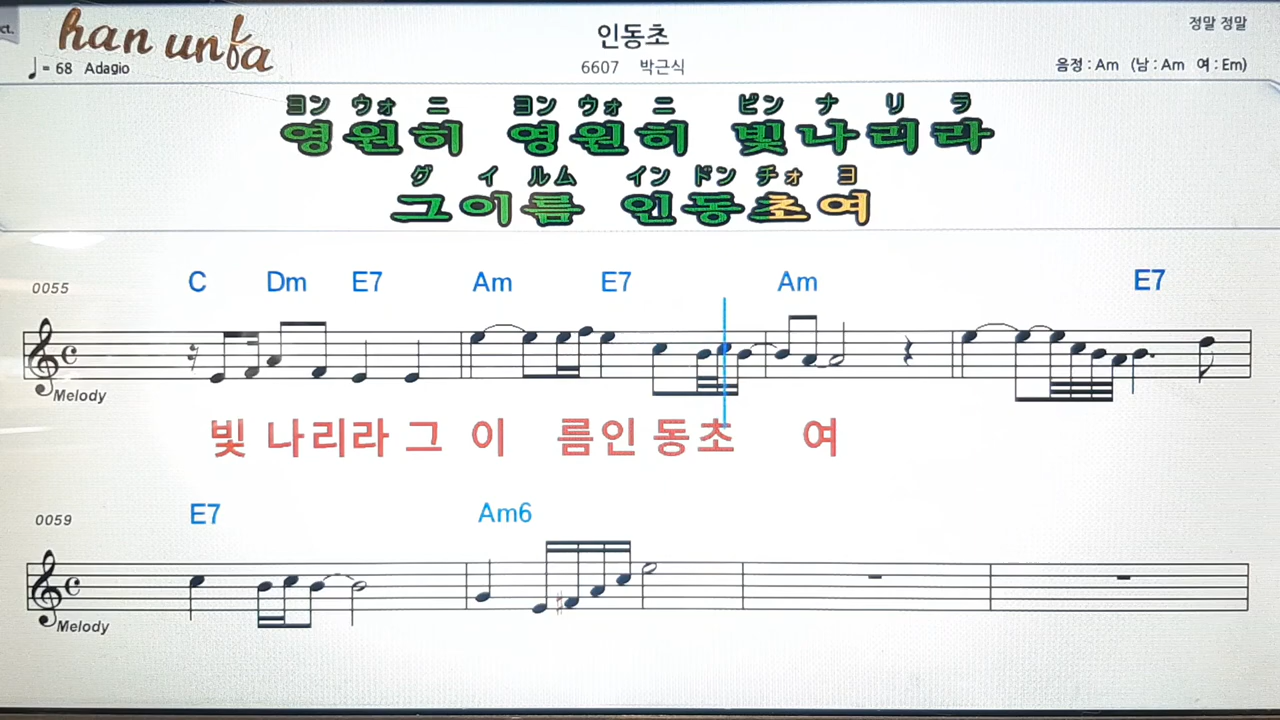 ct.
han unba
인동초
정말 정말
♩ = 68 Adagio
6607 박근식
음정 : Am (남 : Am 여 : Em)
ヨン ウォ ニ ヨン ウォ ニ ビン ナ リ ラ
영원히 영원히 빛나리라
グ イ ルム イン ドン チォ ヨ
그이름 인동초여
0055
C Dm E7 Am E7 Am E7
Melody
빛 나리라 그 이 름인 동초 여
0059
E7 Am6
Melody